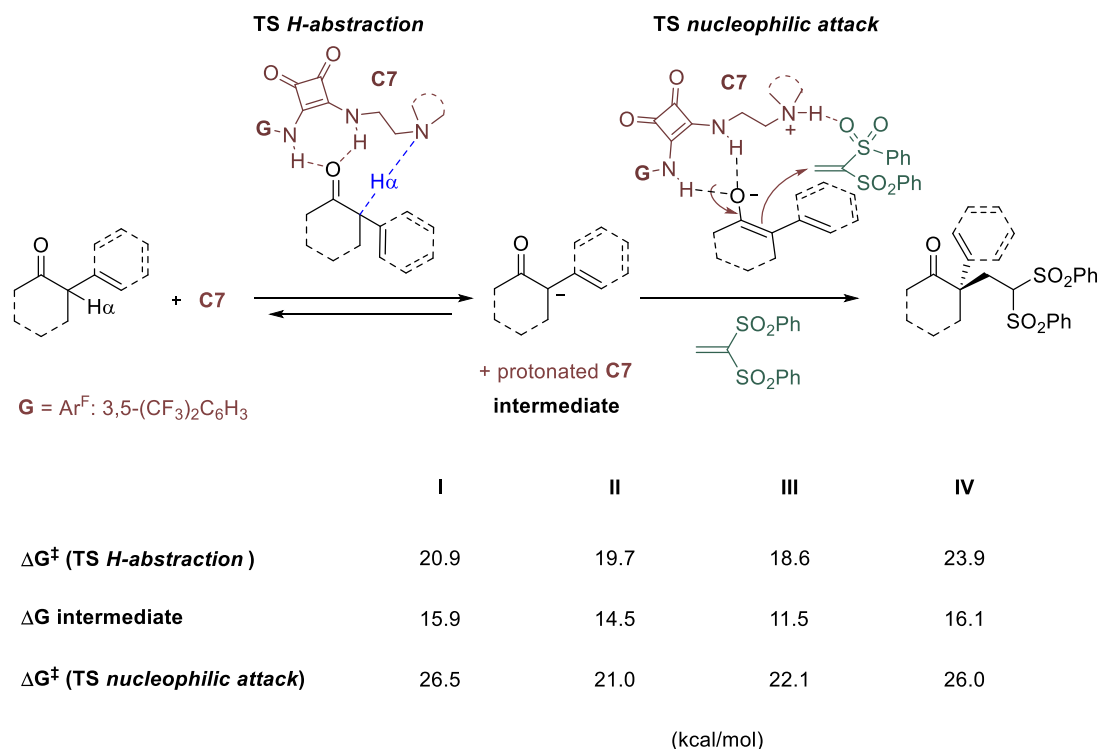 TS H-abstraction
TS nucleophilic attack
O
O
C7
G
N
H
N
H
N
O
Hα
O
O
C7
G
N
H
N
H
N
+
H
O
O
S
Ph
SO2Ph
O
–
O
Hα
+ C7
O
–
SO2Ph
SO2Ph
O
SO2Ph
SO2Ph
+ protonated C7
intermediate
G = ArF: 3,5-(CF3)2C6H3
I II III IV
ΔG‡ (TS H-abstraction) 20.9 19.7 18.6 23.9
ΔG intermediate 15.9 14.5 11.5 16.1
ΔG‡ (TS nucleophilic attack) 26.5 21.0 22.1 26.0
(kcal/mol)